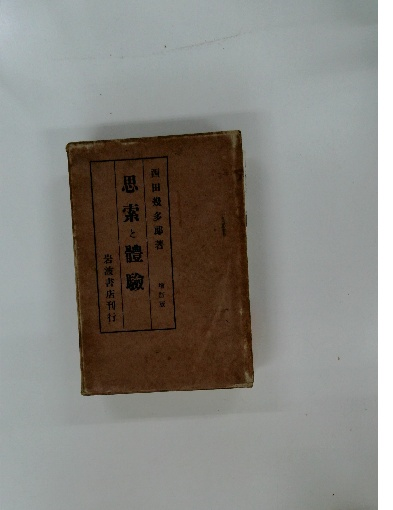 西田幾多郎著
増訂版
思索と體驗
岩波書店刊行